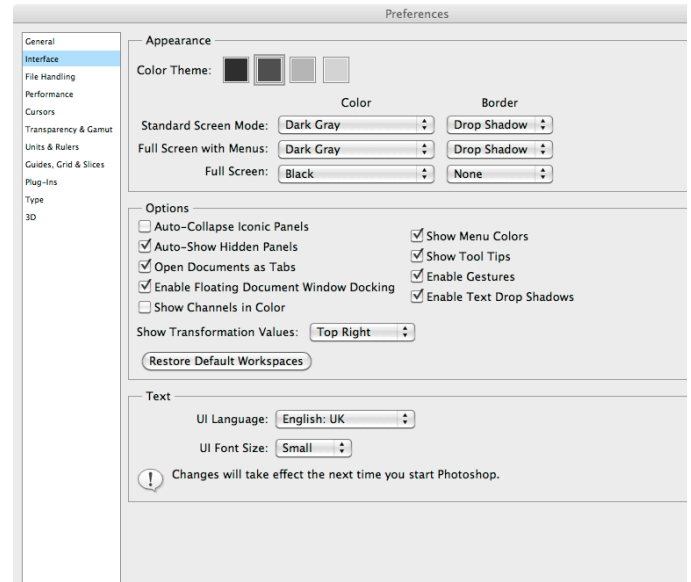 Preferences
General
Interface
File Handling
Performance
Cursors
Transparency & Gamut
Units & Rulers
Guides, Grid & Slices
Plug-Ins
Type
3D
Appearance
Color Theme:
Color Border
Standard Screen Mode: Dark Gray Drop Shadow
Full Screen with Menus: Dark Gray Drop Shadow
Full Screen: Black None
Options
Auto-Collapse Iconic Panels
Auto-Show Hidden Panels
Open Documents as Tabs
Enable Floating Document Window Docking
Show Channels in Color
Show Menu Colors
Show Tool Tips
Enable Gestures
Enable Text Drop Shadows
Show Transformation Values: Top Right
Restore Default Workspaces
Text
UI Language: English: UK
UI Font Size: Small
Changes will take effect the next time you start Photoshop.